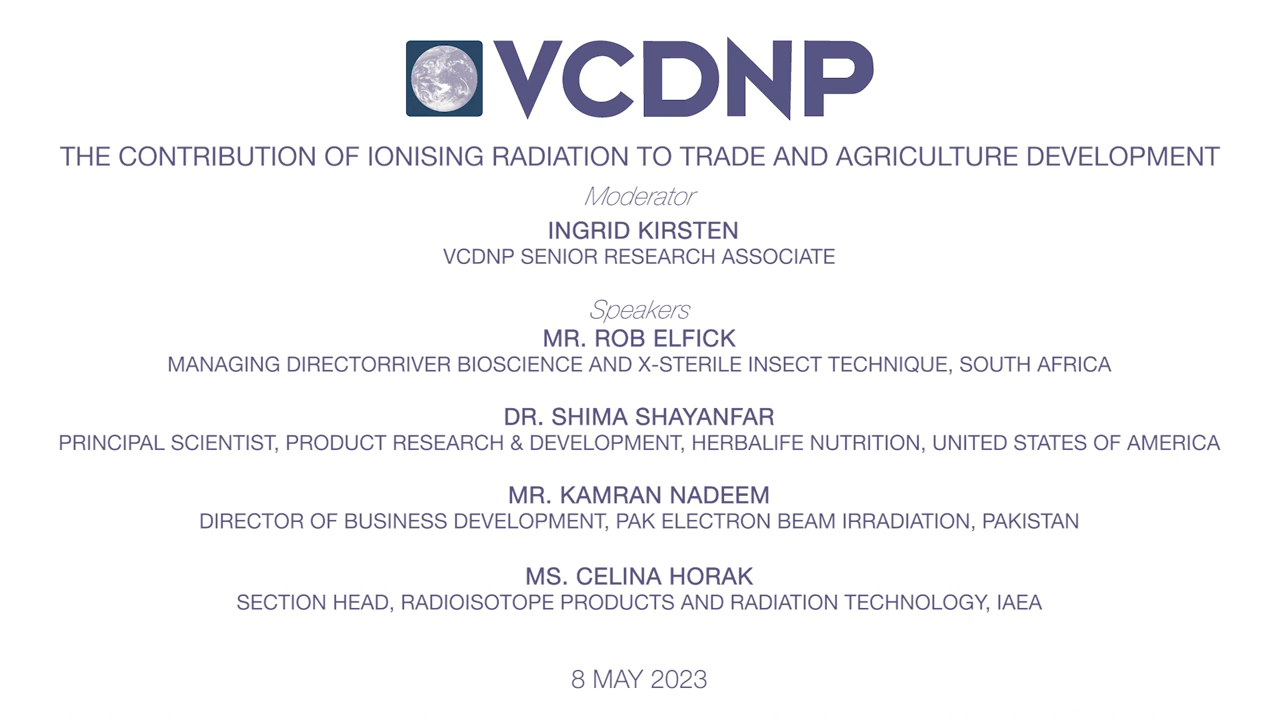 VCDNP
THE CONTRIBUTION OF IONISING RADIATION TO TRADE AND AGRICULTURE DEVELOPMENT
Moderator
INGRID KIRSTEN
VCDNP SENIOR RESEARCH ASSOCIATE
Speakers
MR. ROB ELFICK
MANAGING DIRECTORRIVER BIOSCIENCE AND X-STERILE INSECT TECHNIQUE, SOUTH AFRICA
DR. SHIMA SHAYANFAR
PRINCIPAL SCIENTIST, PRODUCT RESEARCH & DEVELOPMENT, HERBALIFE NUTRITION, UNITED STATES OF AMERICA
MR. KAMRAN NADEEM
DIRECTOR OF BUSINESS DEVELOPMENT, PAK ELECTRON BEAM IRRADIATION, PAKISTAN
MS. CELINA HORAK
SECTION HEAD, RADIOISOTOPE PRODUCTS AND RADIATION TECHNOLOGY, IAEA
8 MAY 2023